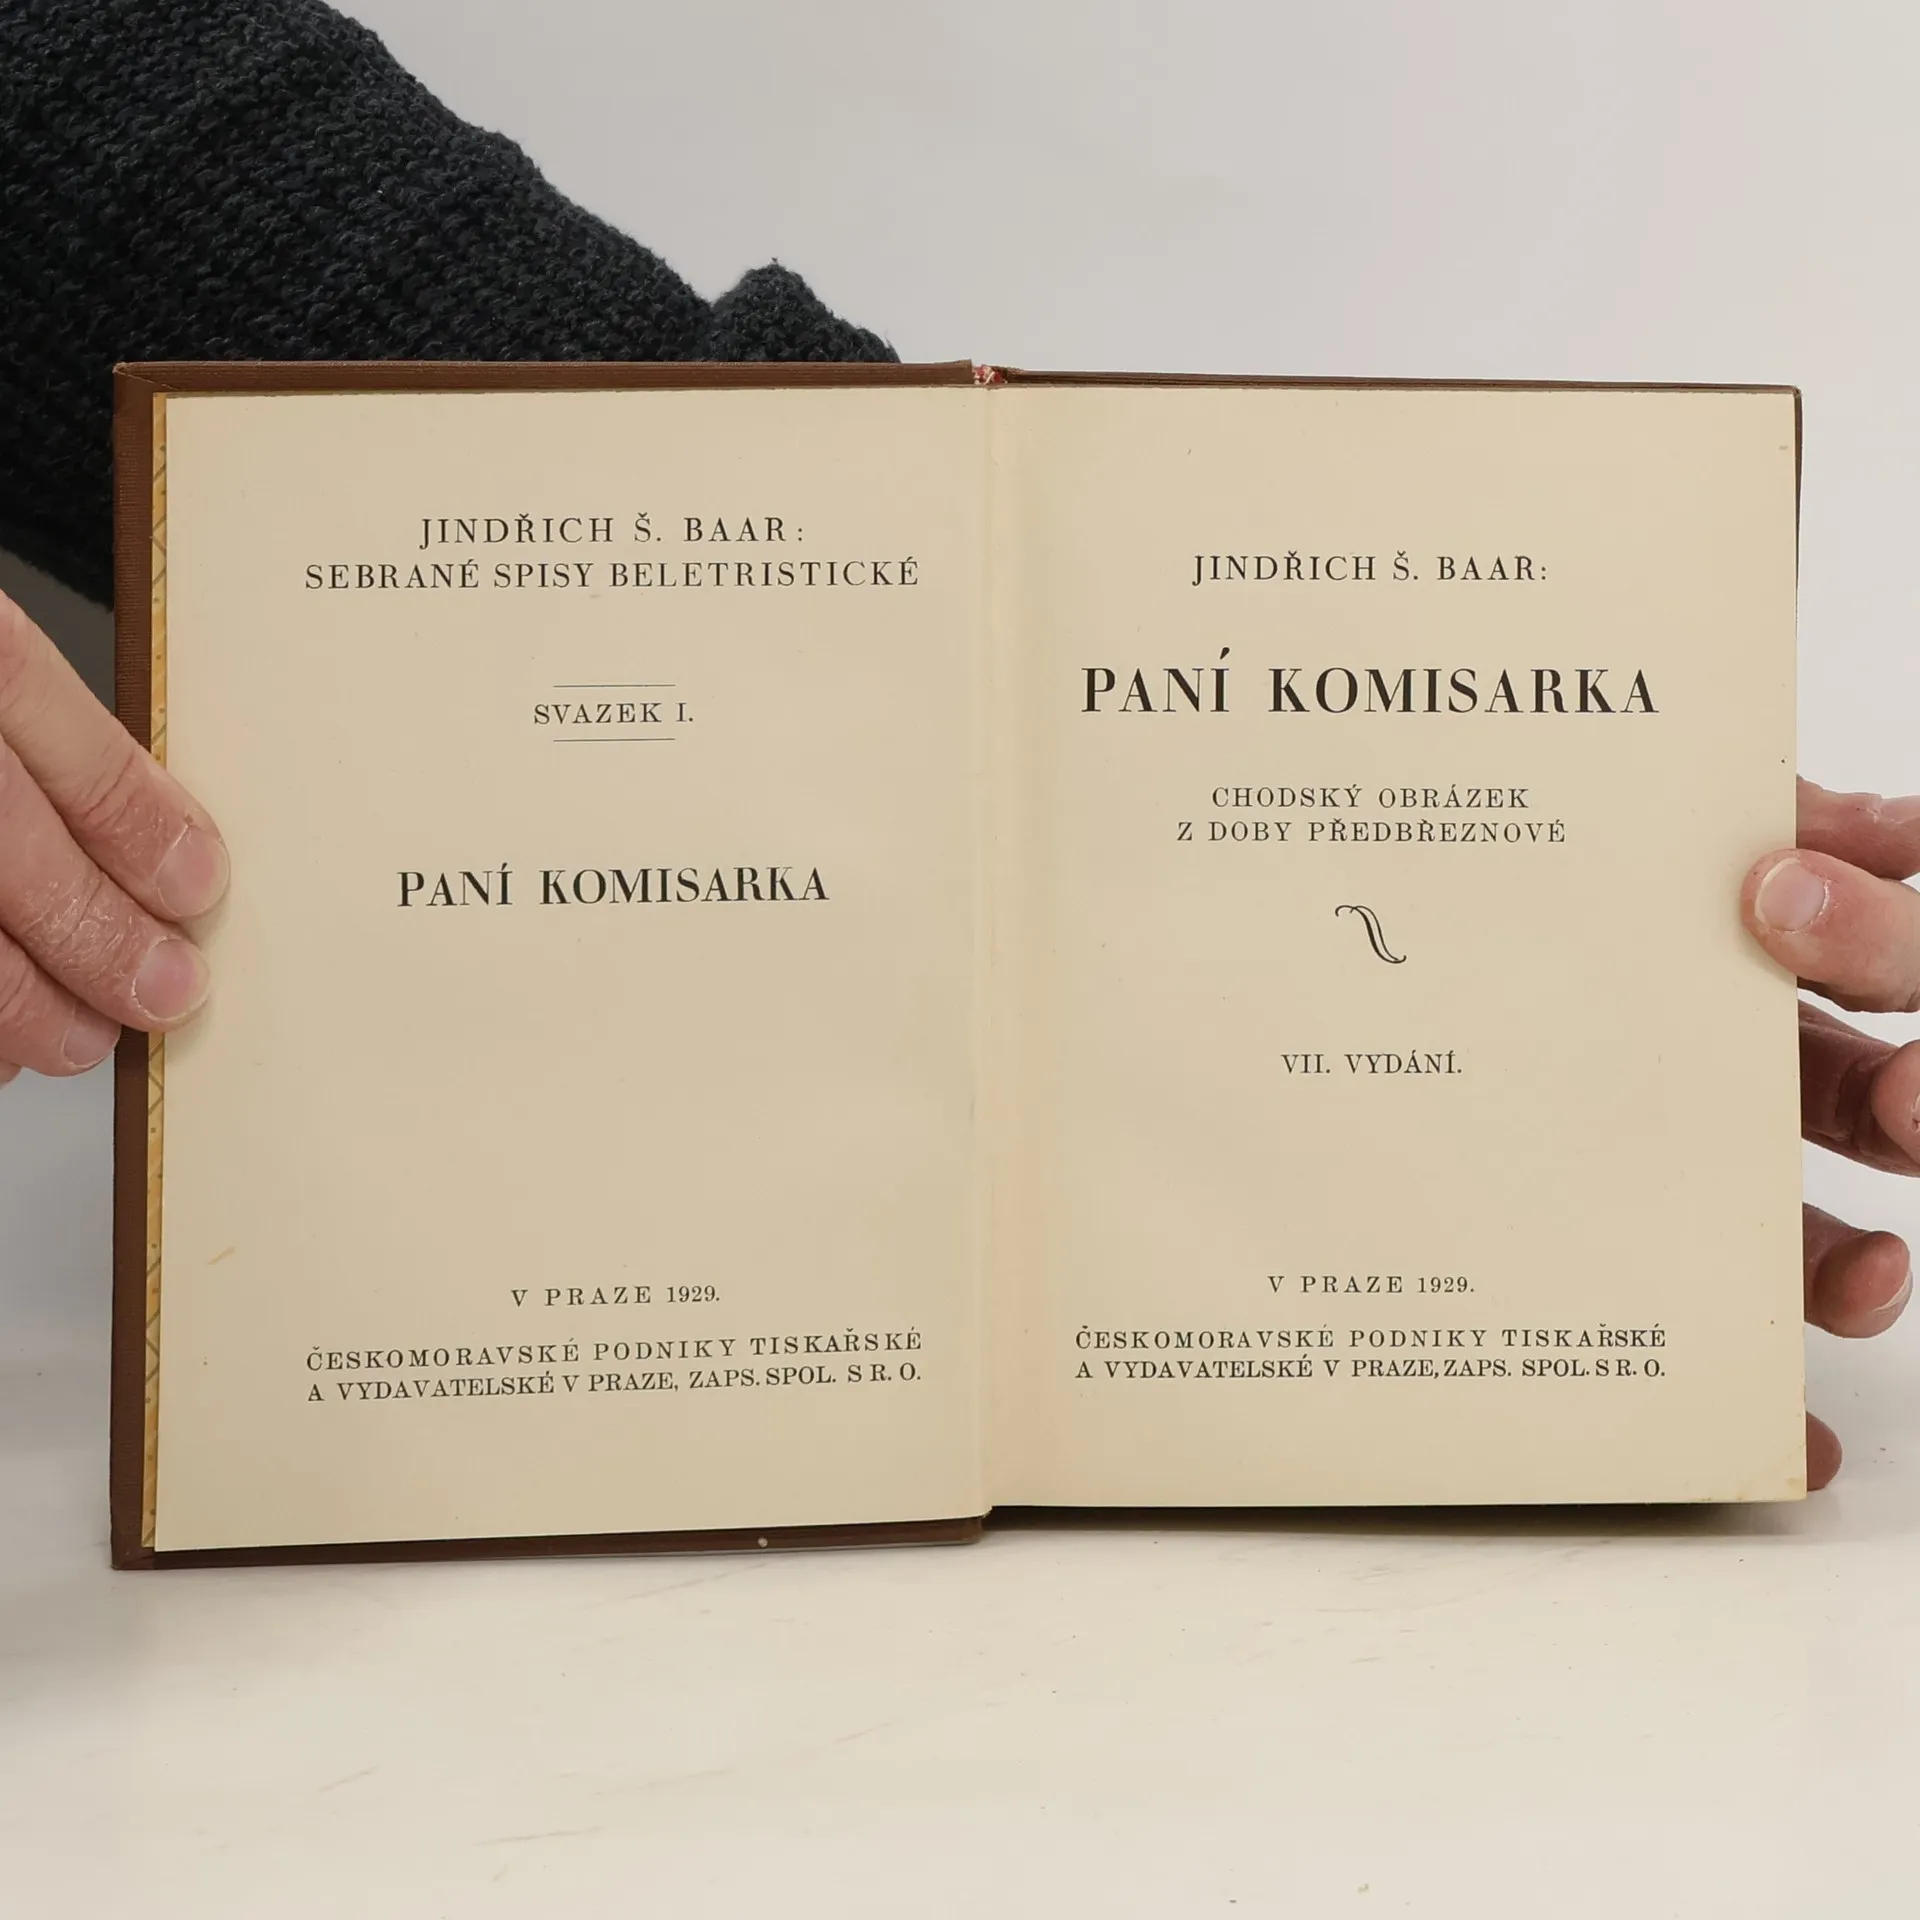 JINDŘICH Š. BAAR:
SEBRANÉ SPISY BELETRISTICKÉ
SVAZEK I.
PANÍ KOMISARKA
V PRAZE 1929.
ČESKOMORAVSKÉ PODNIKY TISKAŘSKÉ
A VYDAVATELSKÉ V PRAZE, ZAPS. SPOL. S R. O.
JINDŘICH Š. BAAR:
PANÍ KOMISARKA
CHODSKÝ OBRÁZEK
Z DOBY PŘEDBŘEZNOVÉ
VII. VYDÁNÍ.
V PRAZE 1929.
ČESKOMORAVSKÉ PODNIKY TISKAŘSKÉ
A VYDAVATELSKÉ V PRAZE, ZAPS. SPOL. S R. O.